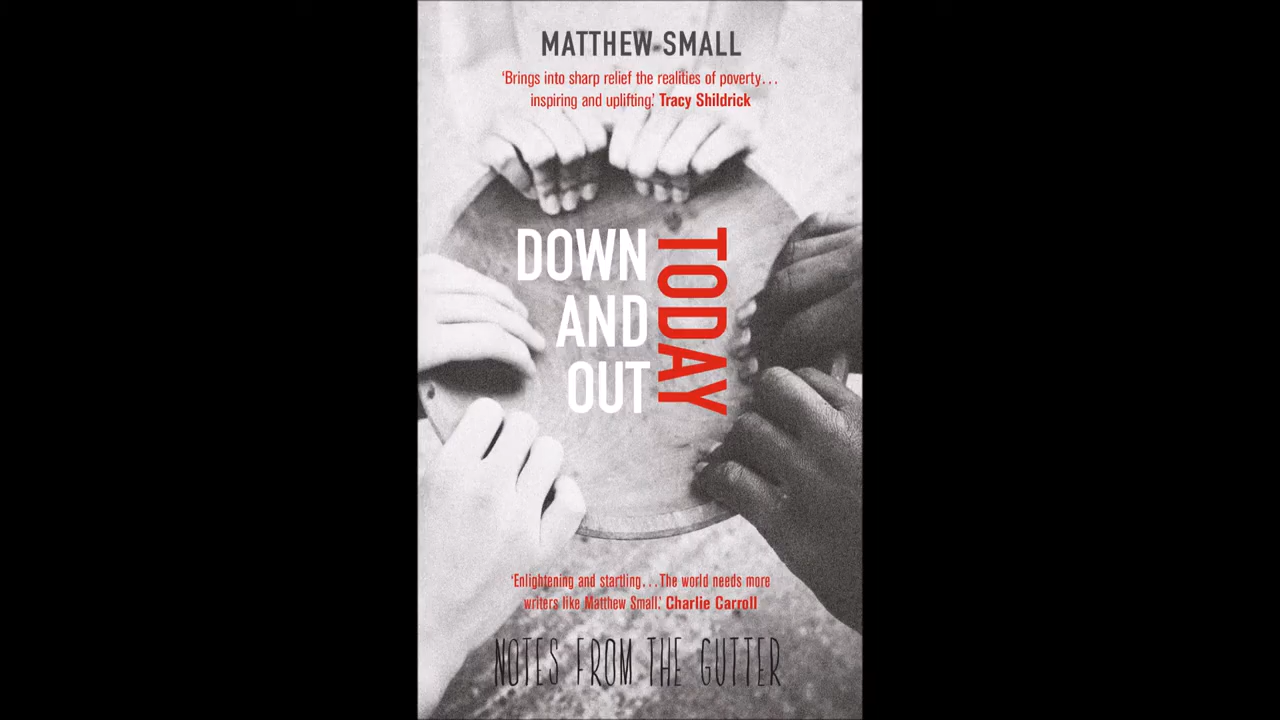 MATTHEW SMALL
‘Brings into sharp relief the realities of poverty...
inspiring and uplifting.’ Tracy Shildrick
DOWN
AND
OUT
TODAY
‘Enlightening and startling...The world needs more
writers like Matthew Small.’ Charlie Carroll
NOTES FROM THE GUTTER